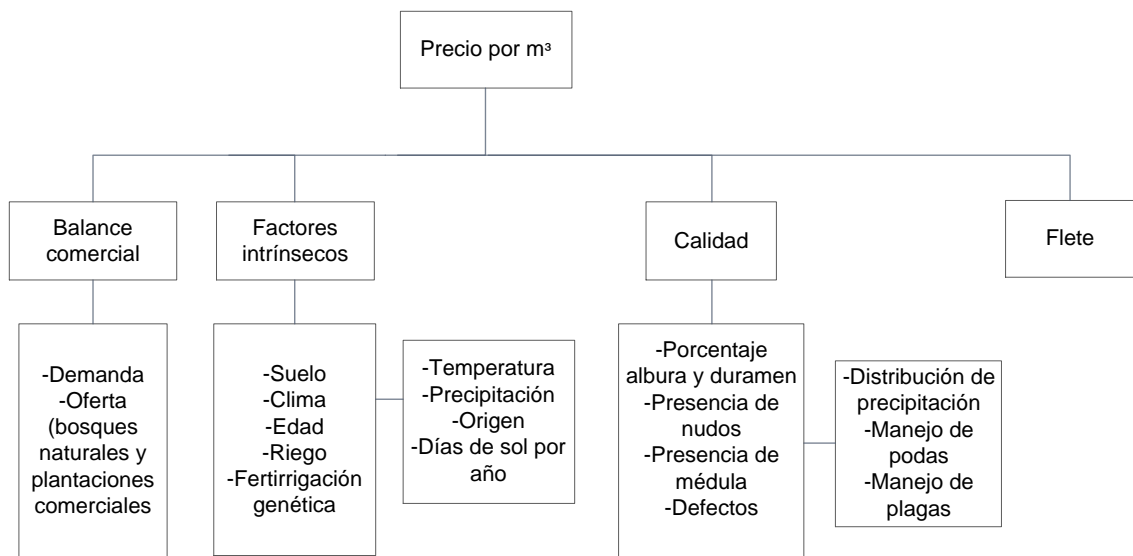 Precio por m³
Balance
comercial
Factores
intrínsecos
Calidad
Flete
-Demanda
-Oferta
(bosques
naturales y
plantaciones
comerciales
-Suelo
-Clima
-Edad
-Riego
-Fertirrigación
genética
-Temperatura
-Precipitación
-Origen
-Días de sol por
año
-Porcentaje
albura y duramen
-Presencia de
nudos
-Presencia de
médula
-Defectos
-Distribución de
precipitación
-Manejo de
podas
-Manejo de
plagas